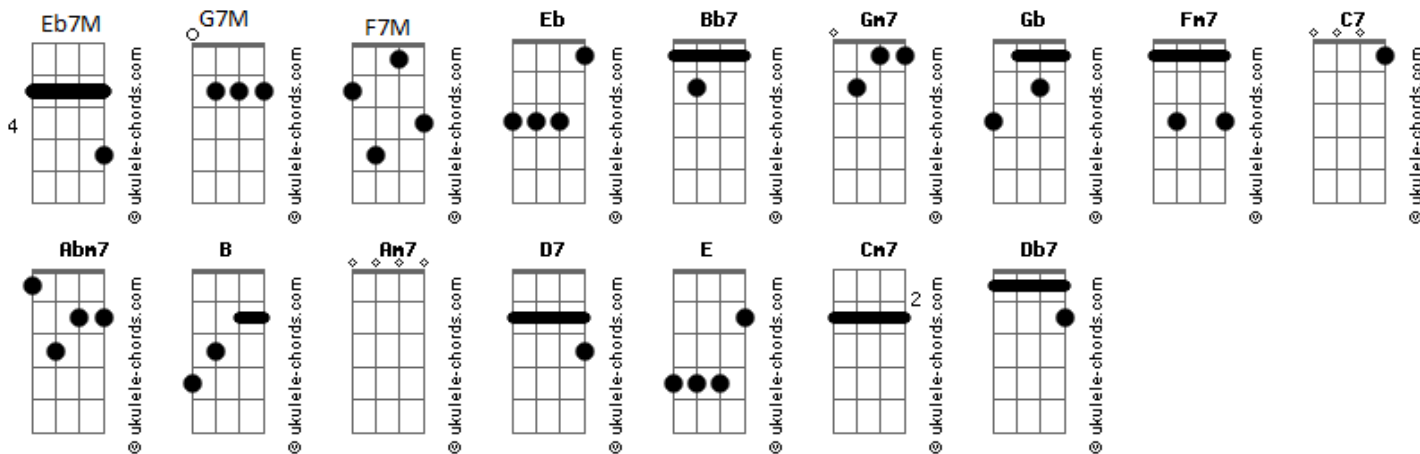 Eb7M G7M F7M Eb Bb7 Gm7 Gb Fm7 C7
4
© ukulele-chords.com © ukulele-chords.com © ukulele-chords.com © ukulele-chords.com © ukulele-chords.com © ukulele-chords.com © ukulele-chords.com © ukulele-chords.com © ukulele-chords.com
Abm7 B Am7 D7 E Cm7 Db7
2
© ukulele-chords.com © ukulele-chords.com © ukulele-chords.com © ukulele-chords.com © ukulele-chords.com © ukulele-chords.com © ukulele-chords.com